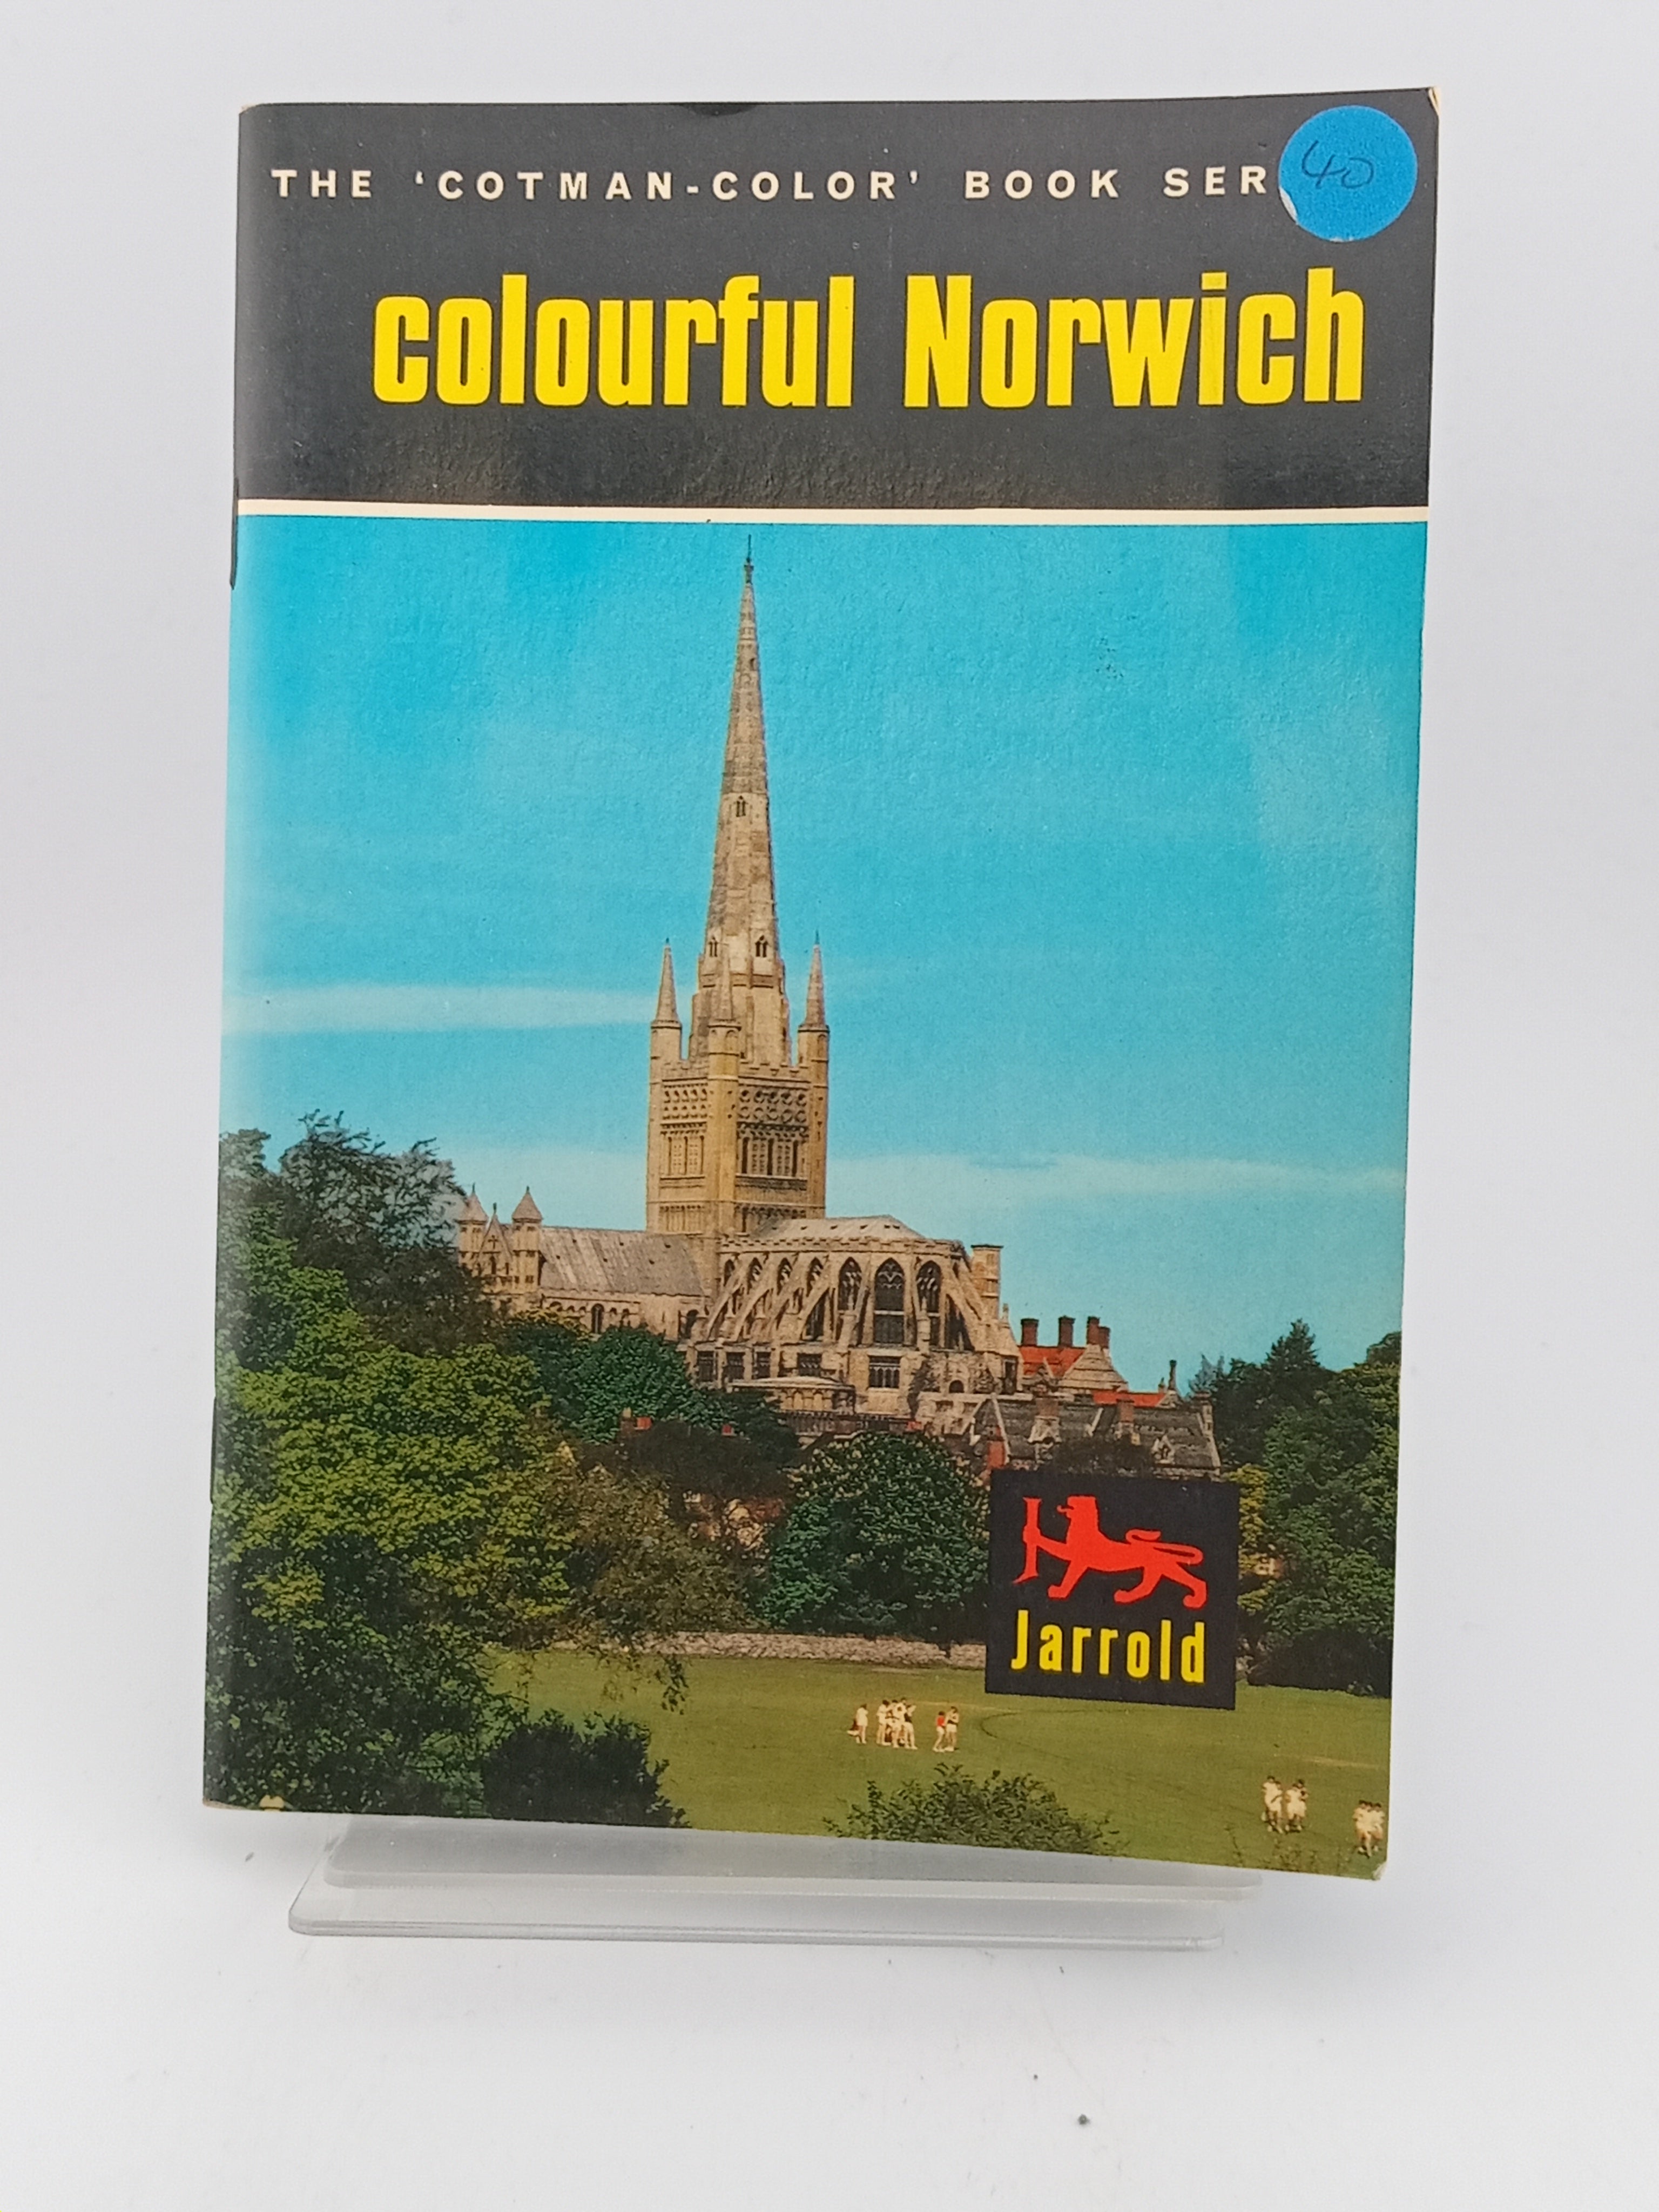 THE 'COTMAN-COLOR' BOOK SER
40
colourful Norwich
Jarrold